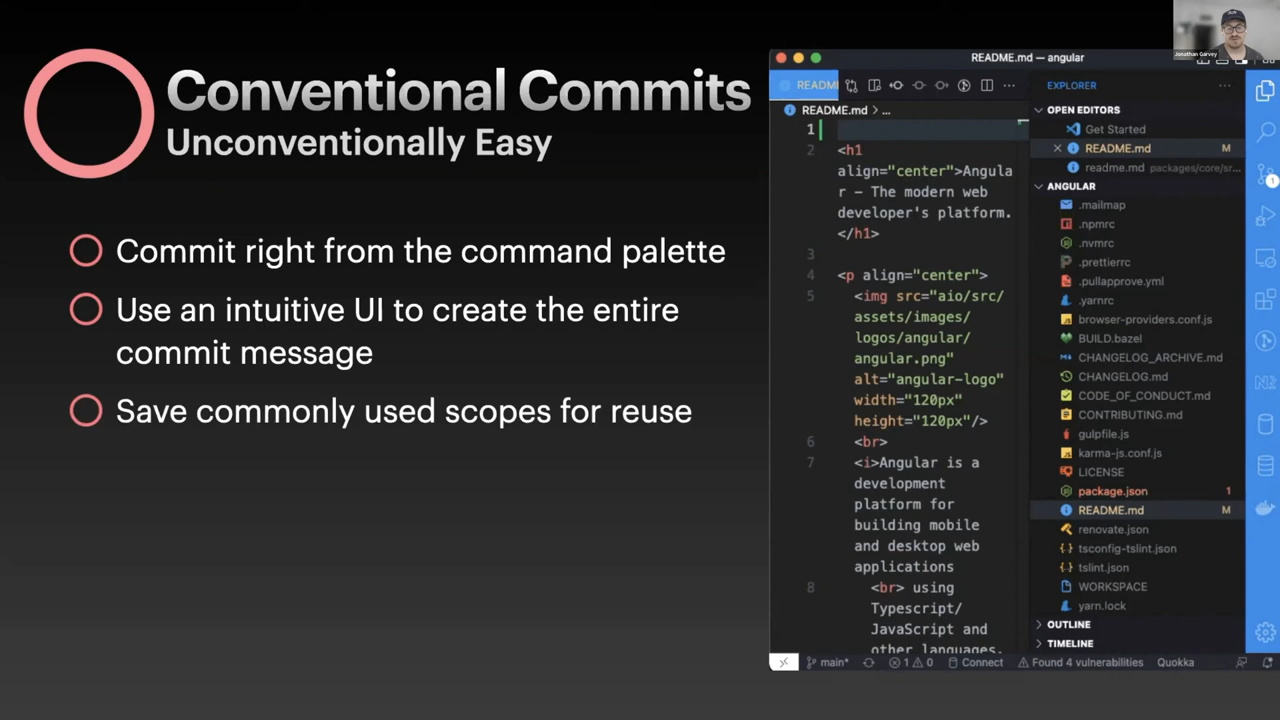 Conventional Commits
Unconventionally Easy
Commit right from the command palette
Use an intuitive UI to create the entire
commit message
Save commonly used scopes for reuse
Jonathan Garvey
README.md — angular
READM
README.md > ...
1
2 <h1
align="center">Angula
r - The modern web
developer's platform.
</h1>
3
4 <p align="center">
5 <img src="aio/src/
assets/images/
logos/angular/
angular.png"
alt="angular-logo"
width="120px"
height="120px"/>
6 <br>
7 <i>Angular is a
development
platform for
building mobile
and desktop web
applications
8 <br> using
Typescript/
JavaScript and
other languages.
EXPLORER
OPEN EDITORS
Get Started
README.md M
readme.md packages/core/sr...
ANGULAR
.mailmap
.npmrc
.nvmrc
.prettierrc
.pullapprove.yml
.yarnrc
browser-providers.conf.js
BUILD.bazel
CHANGELOG_ARCHIVE.md
CHANGELOG.md
CODE_OF_CONDUCT.md
CONTRIBUTING.md
gulpfile.js
karma-js.conf.js
LICENSE
package.json 1
README.md M
renovate.json
tsconfig-tslint.json
tslint.json
WORKSPACE
yarn.lock
OUTLINE
TIMELINE
1
main* 1 0 Connect Found 4 vulnerabilities Quokka